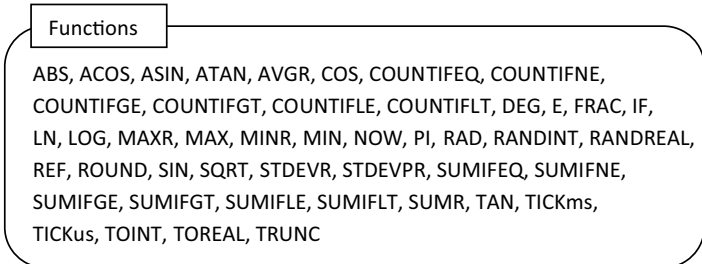 Functions
ABS, ACOS, ASIN, ATAN, AVGR, COS, COUNTIFEQ, COUNTIFNE,
COUNTIFGE, COUNTIFGT, COUNTIFLE, COUNTIFLT, DEG, E, FRAC, IF,
LN, LOG, MAXR, MAX, MINR, MIN, NOW, PI, RAD, RANDINT, RANDREAL,
REF, ROUND, SIN, SQRT, STDEVR, STDEVPR, SUMIFEQ, SUMIFNE,
SUMIFGE, SUMIFGT, SUMIFLE, SUMIFLT, SUMR, TAN, TICKms,
TICKus, TOINT, TOREAL, TRUNC